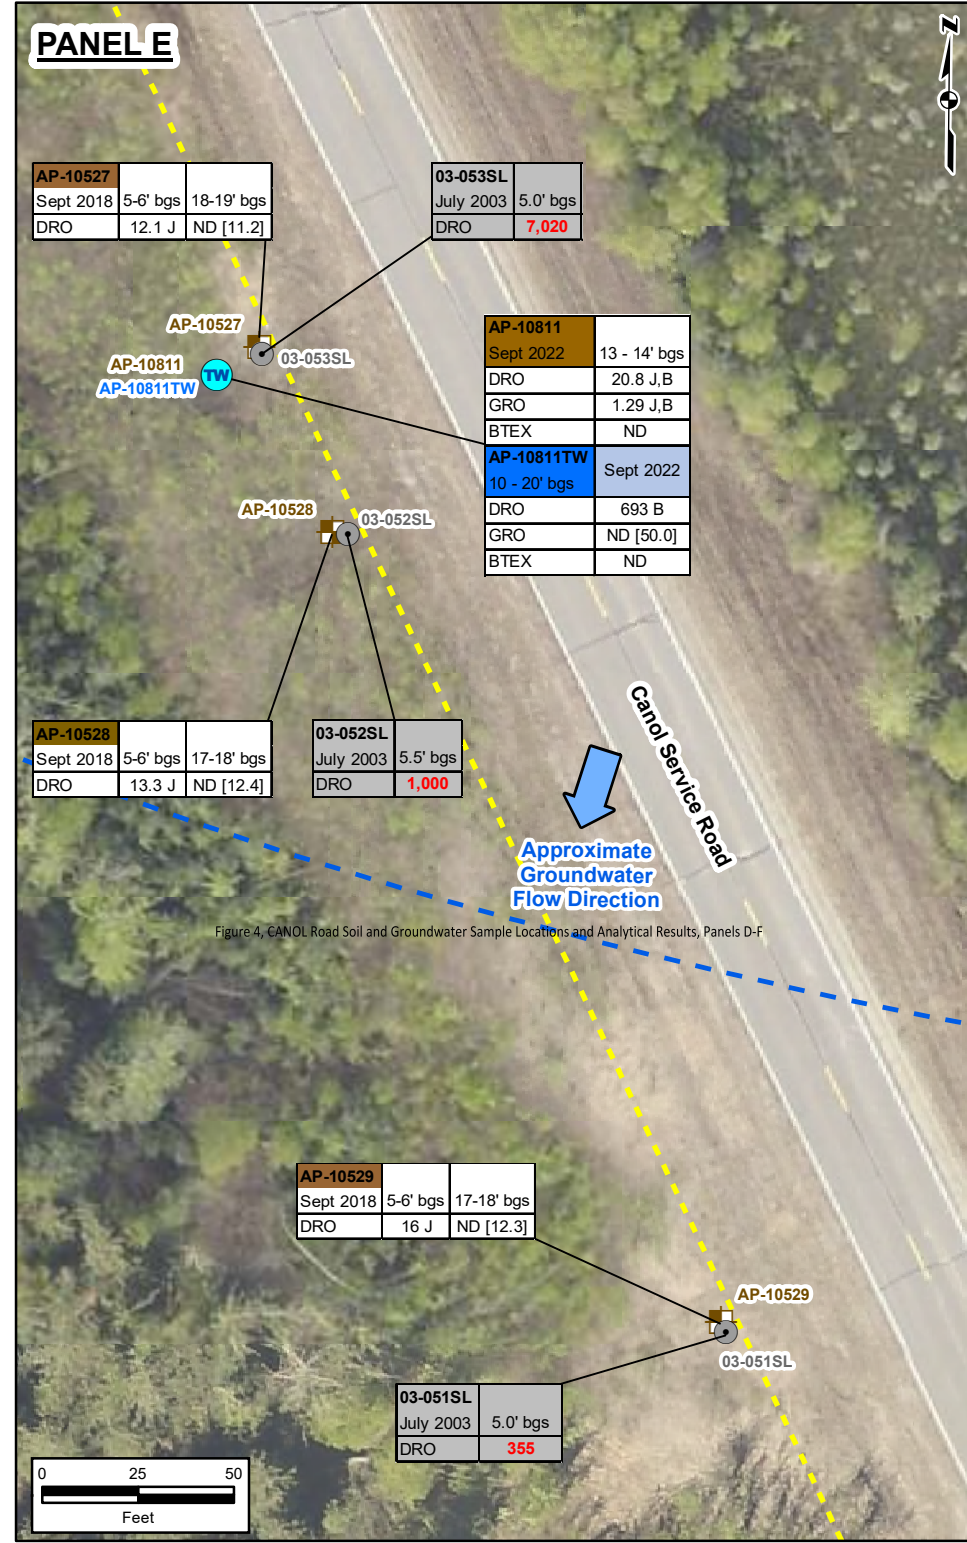 PANEL E
N
AP-10527
Sept 2018 5-6' bgs 18-19' bgs
DRO 12.1 J ND [11.2]
03-053SL
July 2003 5.0' bgs
DRO 7,020
AP-10527
03-053SL
AP-10811
AP-10811TW
TW
AP-10811
Sept 2022 13 - 14' bgs
DRO 20.8 J,B
GRO 1.29 J,B
BTEX ND
AP-10811TW
10 - 20' bgs Sept 2022
DRO 693 B
GRO ND [50.0]
BTEX ND
AP-10528
03-052SL
AP-10528
Sept 2018 5-6' bgs 17-18' bgs
DRO 13.3 J ND [12.4]
03-052SL
July 2003 5.5' bgs
DRO 1,000
Canol Service Road
Approximate
Groundwater
Flow Direction
Figure 4, CANOL Road Soil and Groundwater Sample Locations and Analytical Results, Panels D-F
AP-10529
Sept 2018 5-6' bgs 17-18' bgs
DRO 16 J ND [12.3]
AP-10529
03-051SL
03-051SL
July 2003 5.0' bgs
DRO 355
0 25 50
Feet